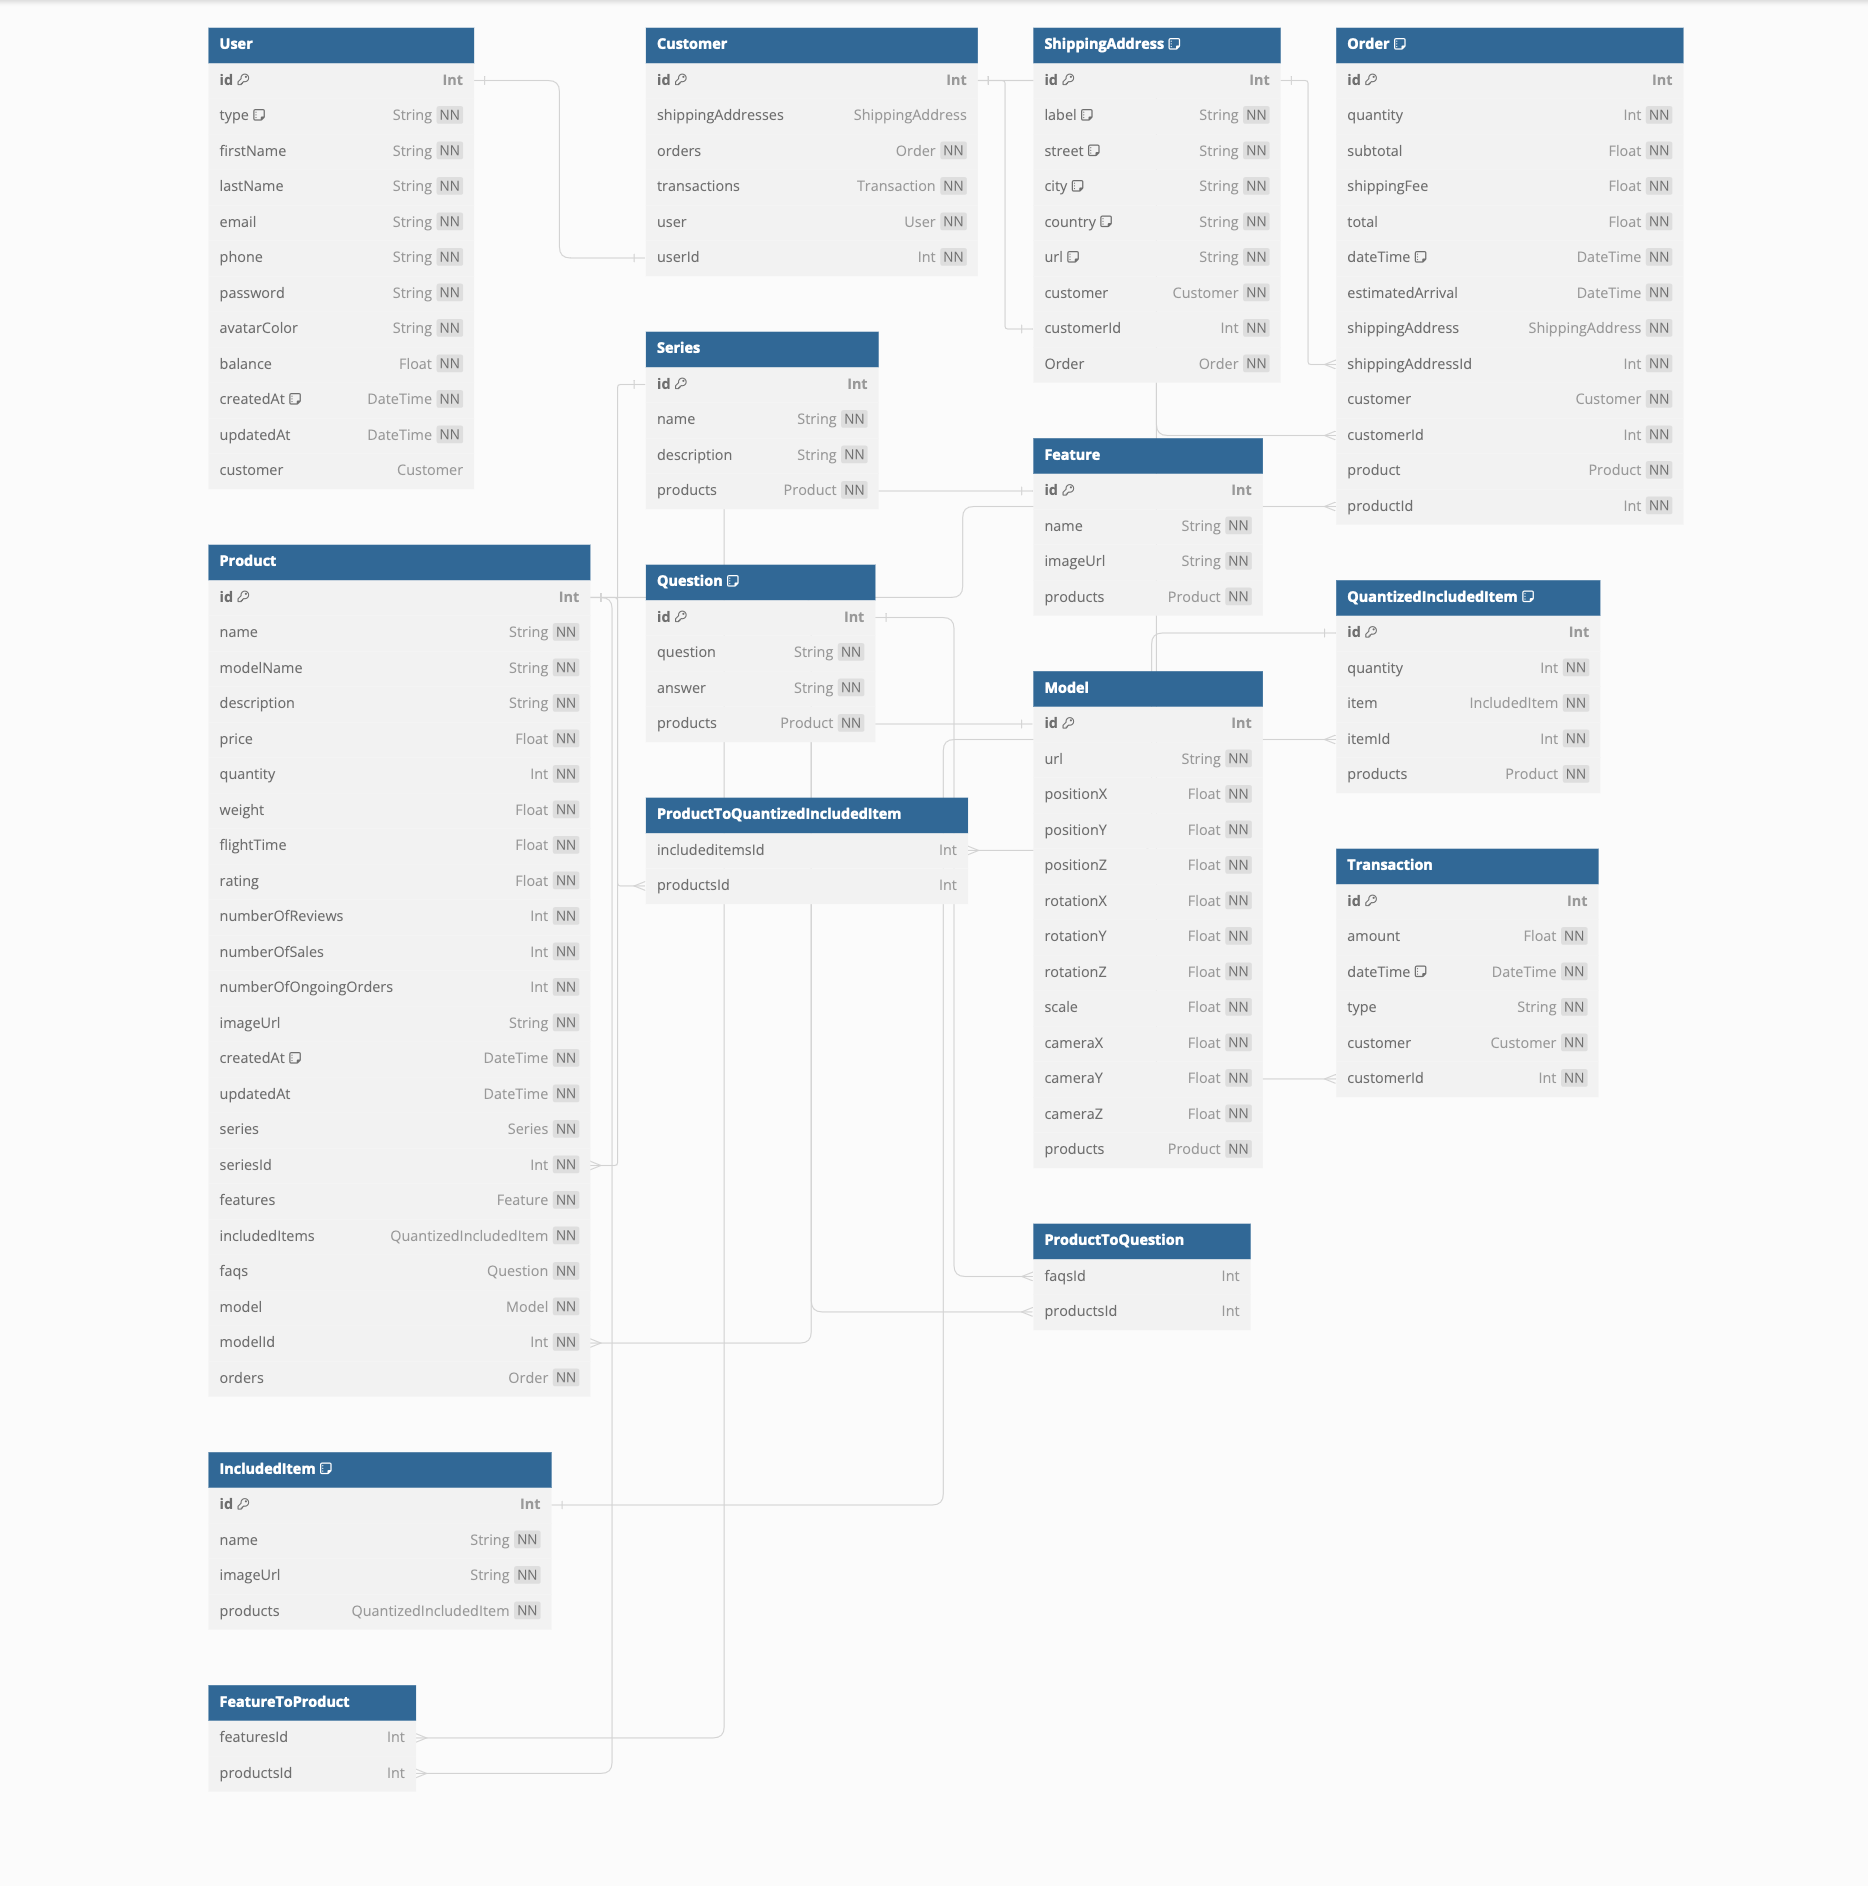 User
id Int
type String NN
firstName String NN
lastName String NN
email String NN
phone String NN
password String NN
avatarColor String NN
balance Float NN
createdAt DateTime NN
updatedAt DateTime NN
customer Customer
Customer
id Int
shippingAddresses ShippingAddress
orders Order NN
transactions Transaction NN
user User NN
userId Int NN
ShippingAddress
id Int
label String NN
street String NN
city String NN
country String NN
url String NN
customer Customer NN
customerId Int NN
Order Order NN
Order
id Int
quantity Int NN
subtotal Float NN
shippingFee Float NN
total Float NN
dateTime DateTime NN
estimatedArrival DateTime NN
shippingAddress ShippingAddress NN
shippingAddressId Int NN
customer Customer NN
customerId Int NN
product Product NN
productId Int NN
Series
id Int
name String NN
description String NN
products Product NN
Feature
id Int
name String NN
imageUrl String NN
products Product NN
Product
id Int
name String NN
modelName String NN
description String NN
price Float NN
quantity Int NN
weight Float NN
flightTime Float NN
rating Float NN
numberOfReviews Int NN
numberOfSales Int NN
numberOfOngoingOrders Int NN
imageUrl String NN
createdAt DateTime NN
updatedAt DateTime NN
series Series NN
seriesId Int NN
features Feature NN
includedItems QuantizedIncludedItem NN
faqs Question NN
model Model NN
modelId Int NN
orders Order NN
Question
id Int
question String NN
answer String NN
products Product NN
QuantizedIncludedItem
id Int
quantity Int NN
item IncludedItem NN
itemId Int NN
products Product NN
Model
id Int
url String NN
positionX Float NN
positionY Float NN
positionZ Float NN
rotationX Float NN
rotationY Float NN
rotationZ Float NN
scale Float NN
cameraX Float NN
cameraY Float NN
cameraZ Float NN
products Product NN
ProductToQuantizedIncludedItem
includeditemsId Int
productsId Int
Transaction
id Int
amount Float NN
dateTime DateTime NN
type String NN
customer Customer NN
customerId Int NN
ProductToQuestion
faqsId Int
productsId Int
IncludedItem
id Int
name String NN
imageUrl String NN
products QuantizedIncludedItem NN
FeatureToProduct
featuresId Int
productsId Int